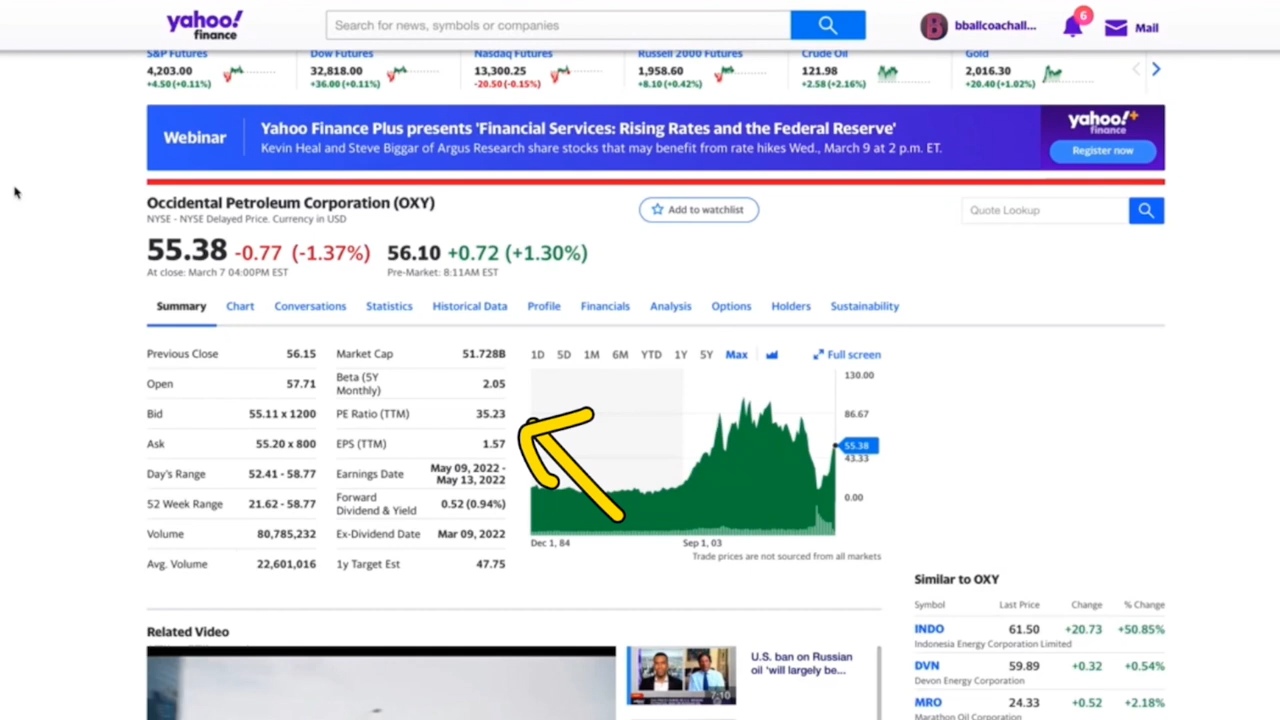 yahoo!
finance
Search for news, symbols or companies
B
bballcoachall...
6
Mail
S&P Futures
4,203.00
+4.50 (+0.11%)
Dow Futures
32,818.00
+36.00 (+0.11%)
Nasdaq Futures
13,300.25
-20.50 (-0.15%)
Russell 2000 Futures
1,958.60
+8.10 (+0.42%)
Crude Oil
121.98
+2.58 (+2.16%)
Gold
2,016.30
+20.40 (+1.02%)
Webinar
Yahoo Finance Plus presents 'Financial Services: Rising Rates and the Federal Reserve'
Kevin Heal and Steve Biggar of Argus Research share stocks that may benefit from rate hikes Wed., March 9 at 2 p.m. ET.
yahoo!+
finance
Register now
Occidental Petroleum Corporation (OXY)
NYSE - NYSE Delayed Price. Currency in USD
Add to watchlist
Quote Lookup
55.38 -0.77 (-1.37%)
At close: March 7 04:00PM EST
56.10 +0.72 (+1.30%)
Pre-Market: 8:11AM EST
Summary Chart Conversations Statistics Historical Data Profile Financials Analysis Options Holders Sustainability
Previous Close 56.15
Open 57.71
Bid 55.11 x 1200
Ask 55.20 x 800
Day's Range 52.41 - 58.77
52 Week Range 21.62 - 58.77
Volume 80,785,232
Avg. Volume 22,601,016
Market Cap 51.728B
Beta (5Y
Monthly) 2.05
PE Ratio (TTM) 35.23
EPS (TTM) 1.57
Earnings Date May 09, 2022 -
May 13, 2022
Forward
Dividend & Yield 0.52 (0.94%)
Ex-Dividend Date Mar 09, 2022
1y Target Est 47.75
1D 5D 1M 6M YTD 1Y 5Y Max
Full screen
130.00
86.67
55.38
43.33
0.00
Dec 1, 84
Sep 1, 03
Trade prices are not sourced from all markets
Similar to OXY
Symbol Last Price Change % Change
INDO 61.50 +20.73 +50.85%
Indonesia Energy Corporation Limited
DVN 59.89 +0.32 +0.54%
Devon Energy Corporation
MRO 24.33 +0.52 +2.18%
Marathon Oil Corporation
Related Video
7:10
U.S. ban on Russian
oil 'will largely be...